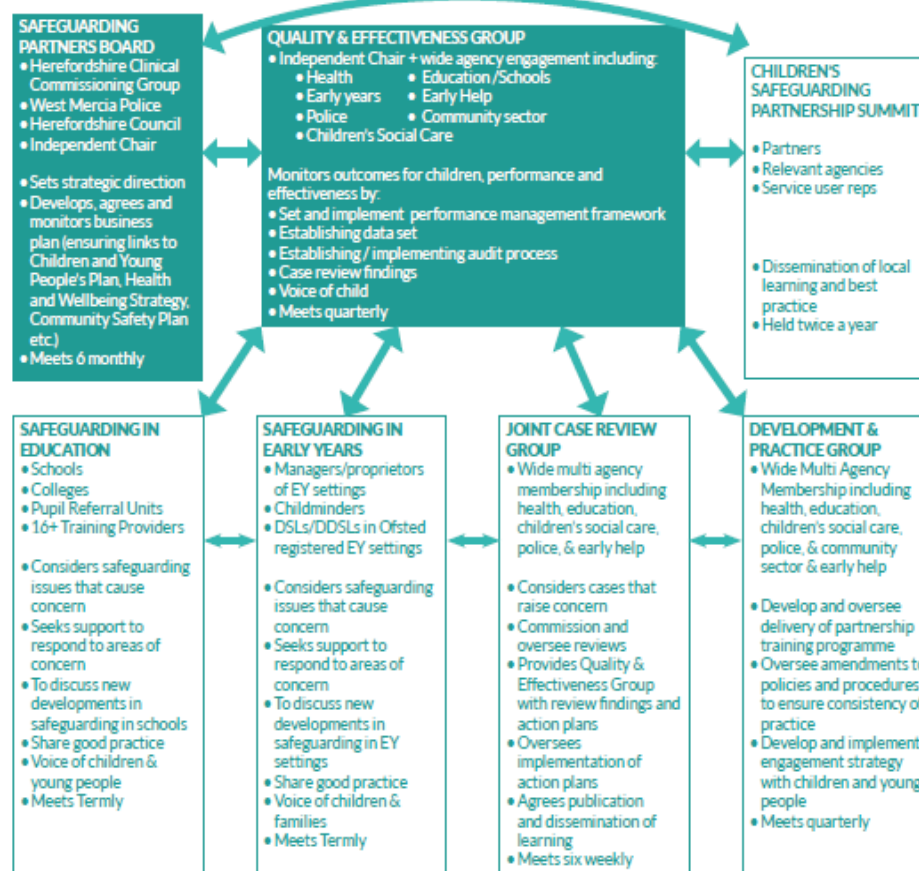 SAFEGUARDING
PARTNERS BOARD
• Herefordshire Clinical
Commissioning Group
• West Mercia Police
• Herefordshire Council
• Independent Chair
• Sets strategic direction
• Develops, agrees and
monitors business
plan (ensuring links to
Children and Young
People's Plan, Health
and Wellbeing Strategy,
Community Safety Plan
etc.)
• Meets 6 monthly
QUALITY & EFFECTIVENESS GROUP
• Independent Chair + wide agency engagement including:
• Health • Education /Schools
• Early years • Early Help
• Police • Community sector
• Children's Social Care
Monitors outcomes for children, performance and
effectiveness by:
• Set and implement performance management framework
• Establishing data set
• Establishing / implementing audit process
• Case review findings
• Voice of child
• Meets quarterly
CHILDREN'S
SAFEGUARDING
PARTNERSHIP SUMMIT
• Partners
• Relevant agencies
• Service user reps
• Dissemination of local
learning and best
practice
• Held twice a year
SAFEGUARDING IN
EDUCATION
• Schools
• Colleges
• Pupil Referral Units
• 16+ Training Providers
• Considers safeguarding
issues that cause
concern
• Seeks support to
respond to areas of
concern
• To discuss new
developments in
safeguarding in schools
• Share good practice
• Voice of children &
young people
• Meets Termly
SAFEGUARDING IN
EARLY YEARS
• Managers/proprietors
of EY settings
• Childminders
• DSLs/DDSLs in Ofsted
registered EY settings
• Considers safeguarding
issues that cause
concern
• Seeks support to
respond to areas of
concern
• To discuss new
developments in
safeguarding in EY
settings
• Share good practice
• Voice of children &
families
• Meets Termly
JOINT CASE REVIEW
GROUP
• Wide multi agency
membership including
health, education,
children's social care,
police, & early help
• Considers cases that
raise concern
• Commission and
oversee reviews
• Provides Quality &
Effectiveness Group
with review findings and
action plans
• Oversees
implementation of
action plans
• Agrees publication
and dissemination of
learning
• Meets six weekly
DEVELOPMENT &
PRACTICE GROUP
• Wide Multi Agency
Membership including
health, education,
children's social care,
police, & community
sector & early help
• Develop and oversee
delivery of partnership
training programme
• Oversee amendments to
policies and procedures
to ensure consistency of
practice
• Develop and implement
engagement strategy
with children and young
people
• Meets quarterly